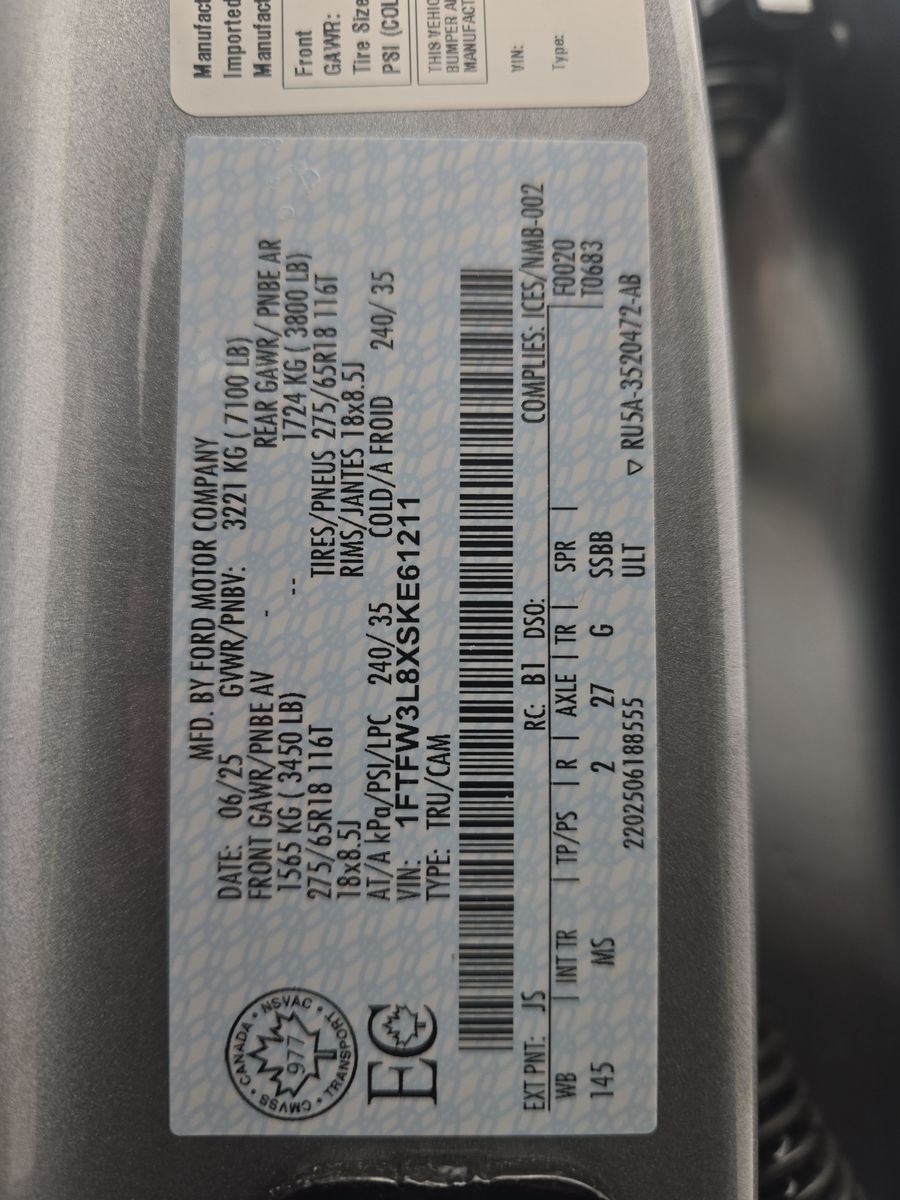 Manufact
Imported
Manufact
Front
GAWR:
Tire Size
PSI (COL
THIS VEHIC
BUMPER A
MANUFACT
VIN:
Type:
MFD. BY FORD MOTOR COMPANY
DATE: 06/25 GVWR/PNBV: 3221 KG ( 7100 LB)
FRONT GAWR/PNBE AV - REAR GAWR/ PNBE AR
1565 KG ( 3450 LB) -- 1724 KG ( 3800 LB)
275/65R18 116T TIRES/PNEUS 275/65R18 116T
18x8.5J RIMS/JANTES 18x8.5J
AT/A kPa/PSI/LPC 240/ 35 COLD/A FROID 240/ 35
VIN: 1FTFW3L8XSKE61211
TYPE: TRU/CAM
CANADA • NSVAC • TRANSPORT • CMVSS •
977
EC
EXT PNT: JS RC: B1 DSO: COMPLIES: ICES/NMB-002
WB | INT TR | TP/PS | R | AXLE | TR | SPR | F0020
145 MS 2 27 G SSBB T0683
2202506188555 ULT ▽ RU5A-3520472-AB